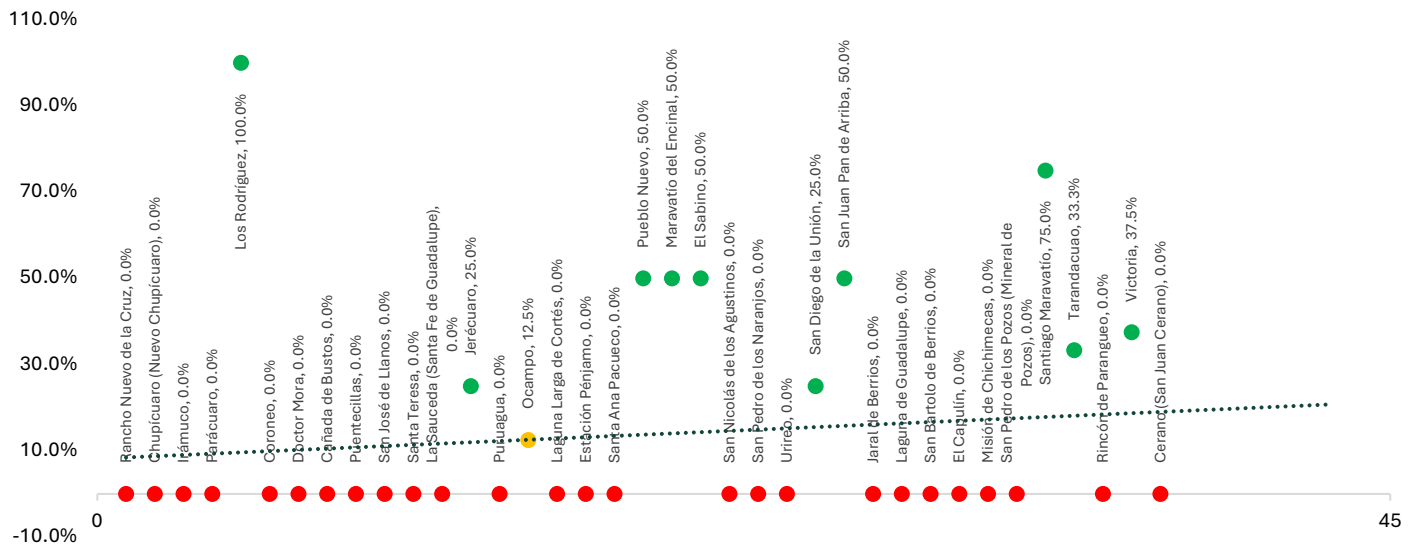 110.0%
90.0%
70.0%
50.0%
30.0%
10.0%
-10.0%
0
45
Rancho Nuevo de la Cruz, 0.0%
Chupícuaro (Nuevo Chupícuaro), 0.0%
Irámuco, 0.0%
Parácuaro, 0.0%
Los Rodríguez, 100.0%
Coroneo, 0.0%
Doctor Mora, 0.0%
Cañada de Bustos, 0.0%
Puentecillas, 0.0%
San José de Llanos, 0.0%
Santa Teresa, 0.0%
La Sauceda (Santa Fe de Guadalupe),
0.0%
Jerécuaro, 25.0%
Puruagua, 0.0%
Ocampo, 12.5%
Laguna Larga de Cortés, 0.0%
Estación Pénjamo, 0.0%
Santa Ana Pacueco, 0.0%
Pueblo Nuevo, 50.0%
Maravatío del Encinal, 50.0%
El Sabino, 50.0%
San Nicolás de los Agustinos, 0.0%
San Pedro de los Naranjos, 0.0%
Urireo, 0.0%
San Diego de la Unión, 25.0%
San Juan Pan de Arriba, 50.0%
Jaral de Berrios, 0.0%
Laguna de Guadalupe, 0.0%
San Bartolo de Berrios, 0.0%
El Capulín, 0.0%
Misión de Chichimecas, 0.0%
San Pedro de los Pozos (Mineral de
Pozos), 0.0%
Santiago Maravatío, 75.0%
Tarandacuao, 33.3%
Rincón de Parangueo, 0.0%
Victoria, 37.5%
Cerano (San Juan Cerano), 0.0%